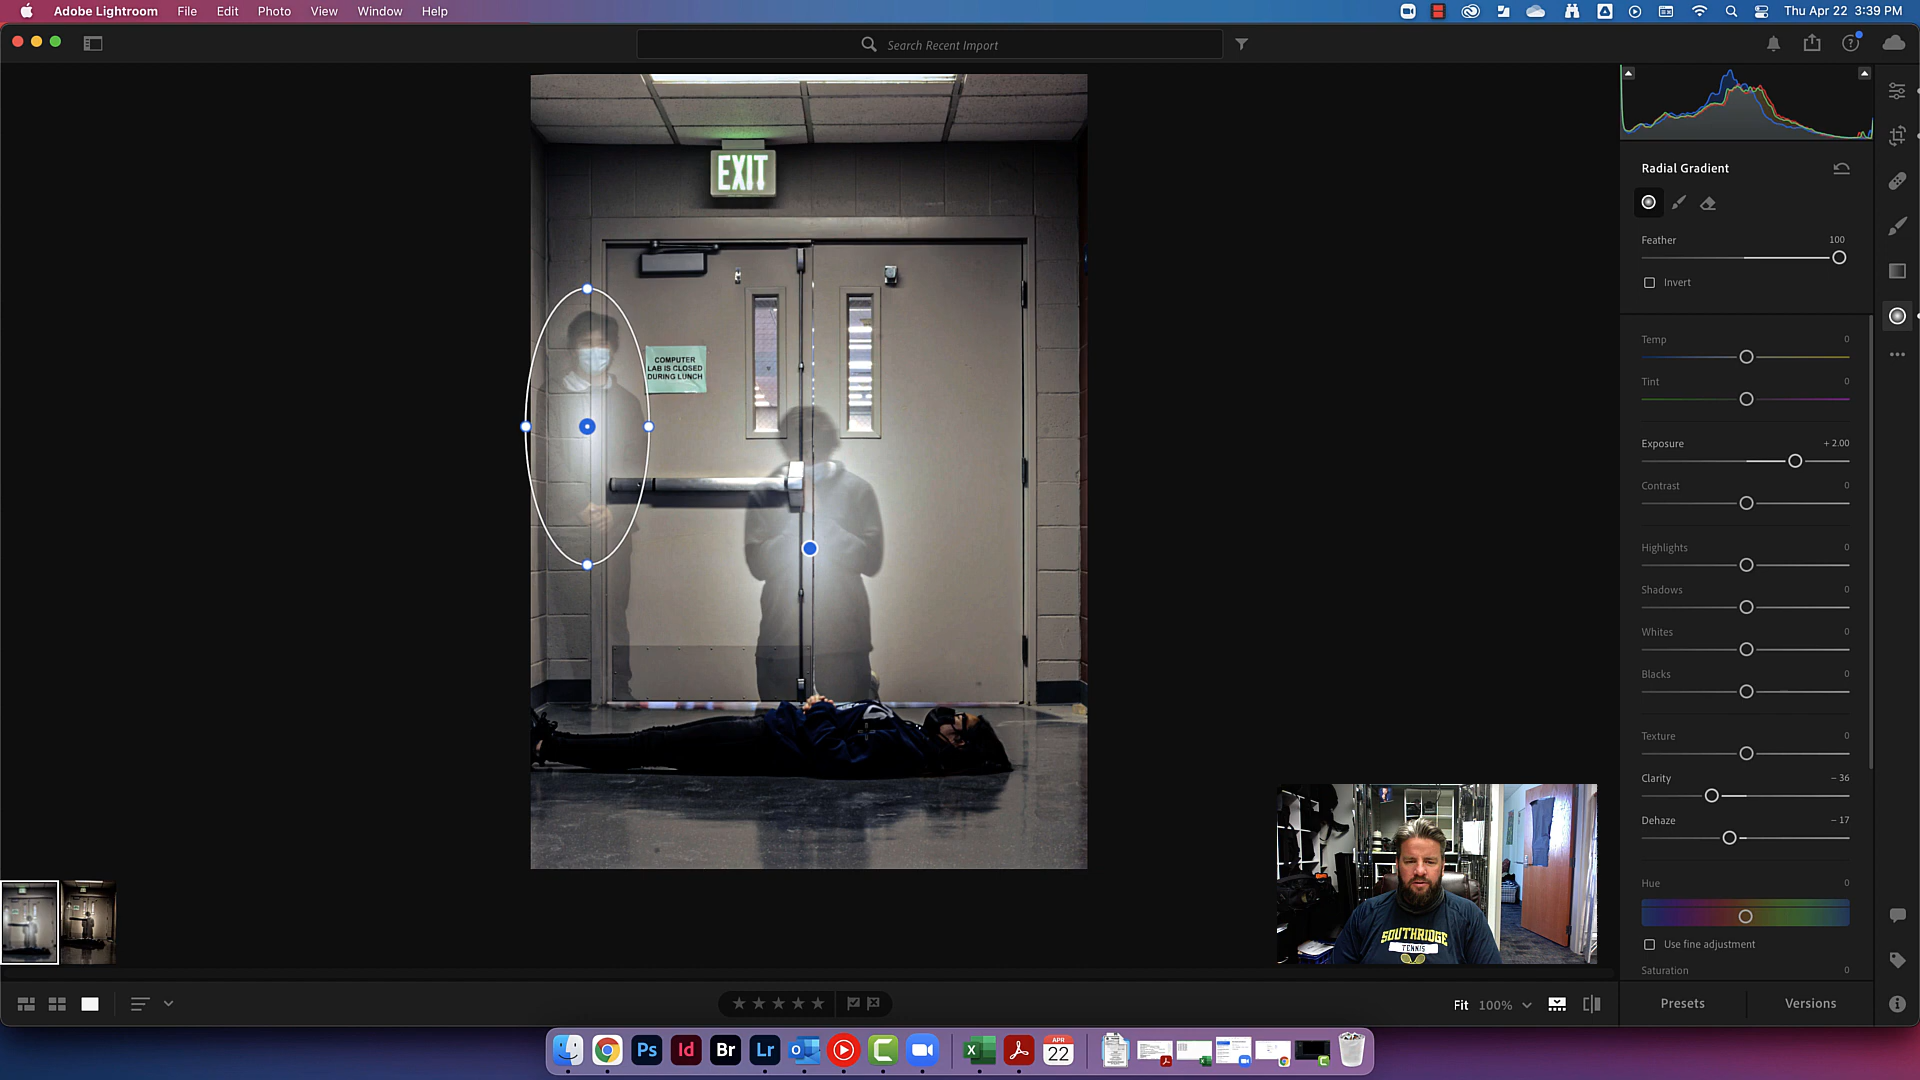 Adobe Lightroom File Edit Photo View Window Help
Thu Apr 22 3:39 PM
Search Recent Import
EXIT
COMPUTER
LAB IS CLOSED
DURING LUNCH
Radial Gradient
Feather 100
Invert
Temp 0
Tint 0
Exposure + 2.00
Contrast 0
Highlights 0
Shadows 0
Whites 0
Blacks 0
Texture 0
Clarity – 36
Dehaze – 17
Hue 0
Use fine adjustment
Saturation 0
SOUTHRIDGE
TENNIS
Fit 100%
Presets Versions
Ps Id Br Lr
APR
22